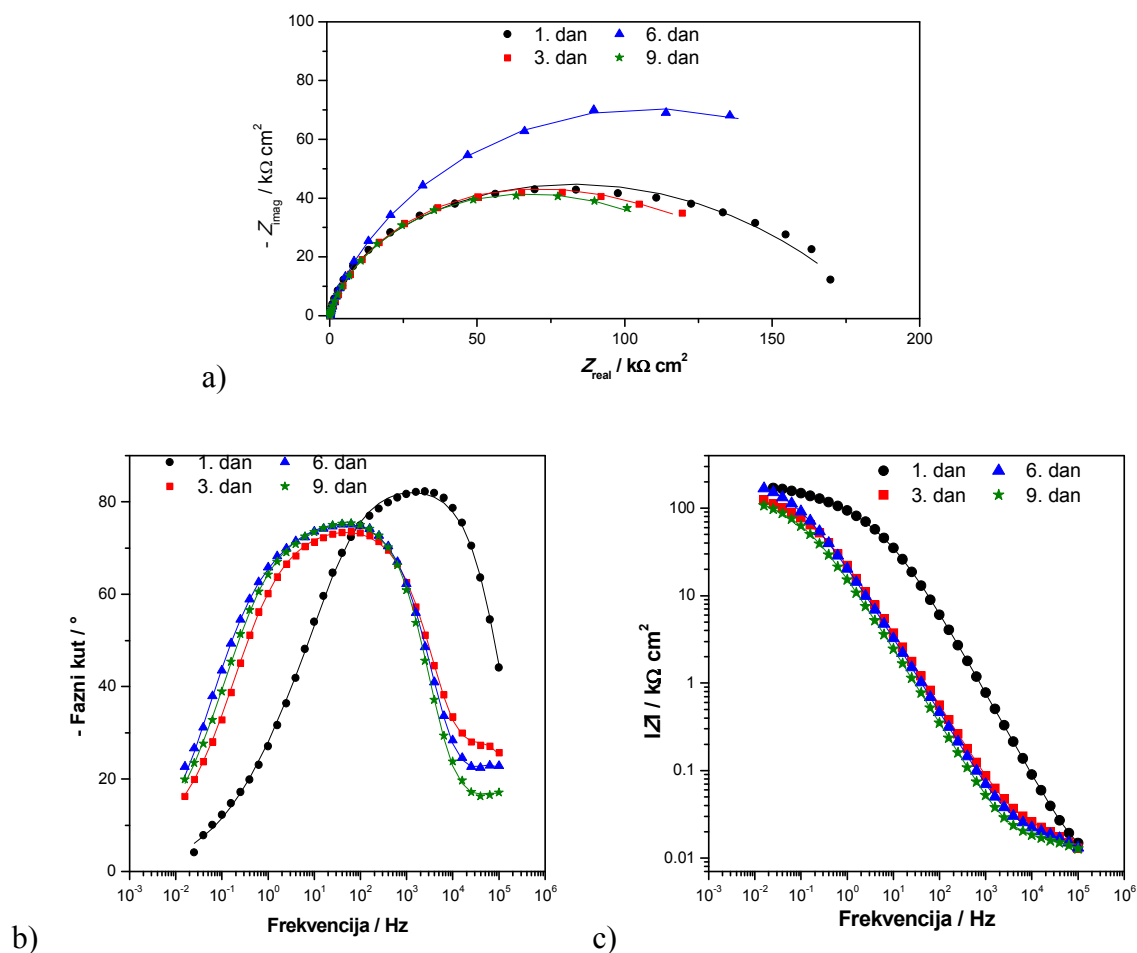 100
80
60
40
20
0
- Z_imag / kΩ cm²
1. dan 6. dan
3. dan 9. dan
0 50 100 150 200
Z_real / kΩ cm²
a)
80
60
40
20
0
- Fazni kut / °
1. dan 6. dan
3. dan 9. dan
10⁻³ 10⁻² 10⁻¹ 10⁰ 10¹ 10² 10³ 10⁴ 10⁵ 10⁶
Frekvencija / Hz
b)
100
10
1
0.1
0.01
|Z| / kΩ cm²
1. dan 6. dan
3. dan 9. dan
10⁻³ 10⁻² 10⁻¹ 10⁰ 10¹ 10² 10³ 10⁴ 10⁵ 10⁶
Frekvencija / Hz
c)